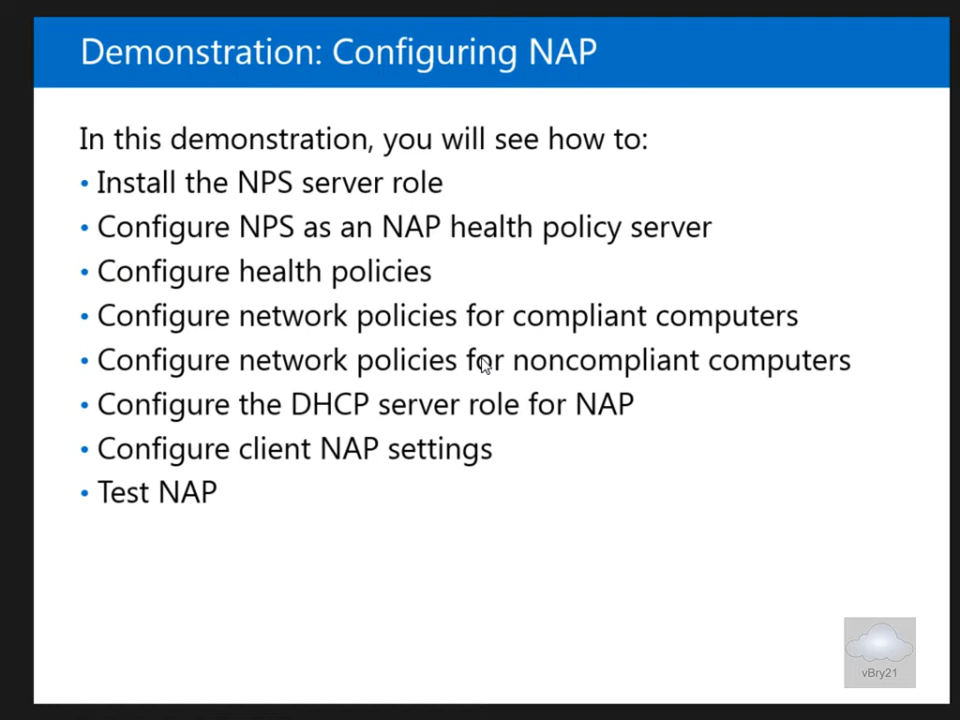 Demonstration: Configuring NAP
In this demonstration, you will see how to:
• Install the NPS server role
• Configure NPS as an NAP health policy server
• Configure health policies
• Configure network policies for compliant computers
• Configure network policies for noncompliant computers
• Configure the DHCP server role for NAP
• Configure client NAP settings
• Test NAP
vBry21